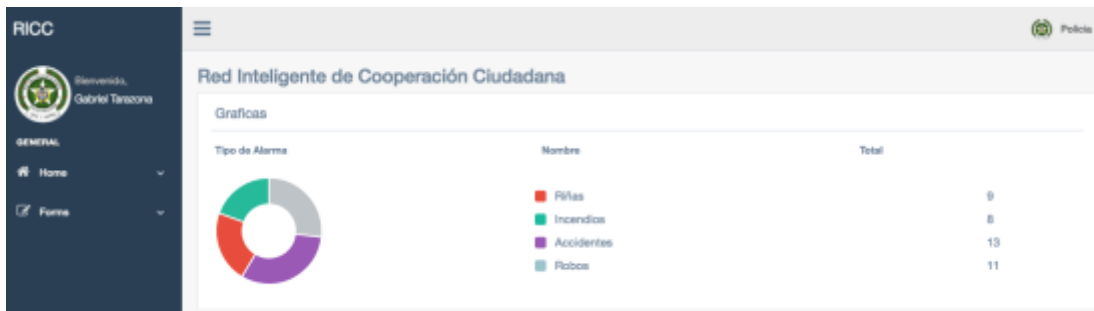 RICC
Policia
Bienvenido,
Gabriel Tarazona
GENERAL
Home
Forms
Red Inteligente de Cooperación Ciudadana
Graficas
Tipo de Alarma Nombre Total
Riñas 9
Incendios 8
Accidentes 13
Robos 11